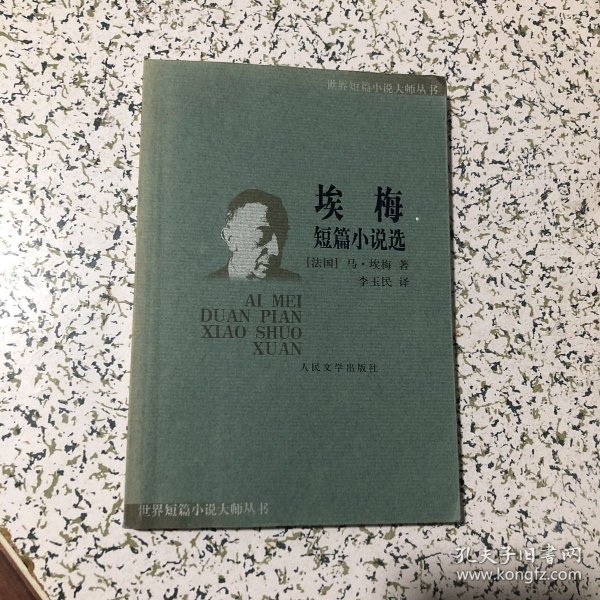 世界短篇小说大师丛书
埃梅
短篇小说选
[法国] 马·埃梅 著
李玉民 译
AI MEI
DUAN PIAN
XIAO SHUO
XUAN
人民文学出版社
世界短篇小说大师丛书
孔夫子旧书网
www.kongfz.com